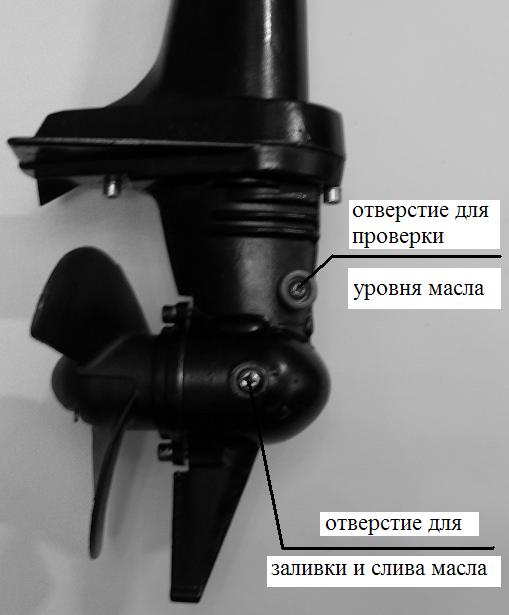 отверстие для
проверки
уровня масла
отверстие для
заливки и слива масла